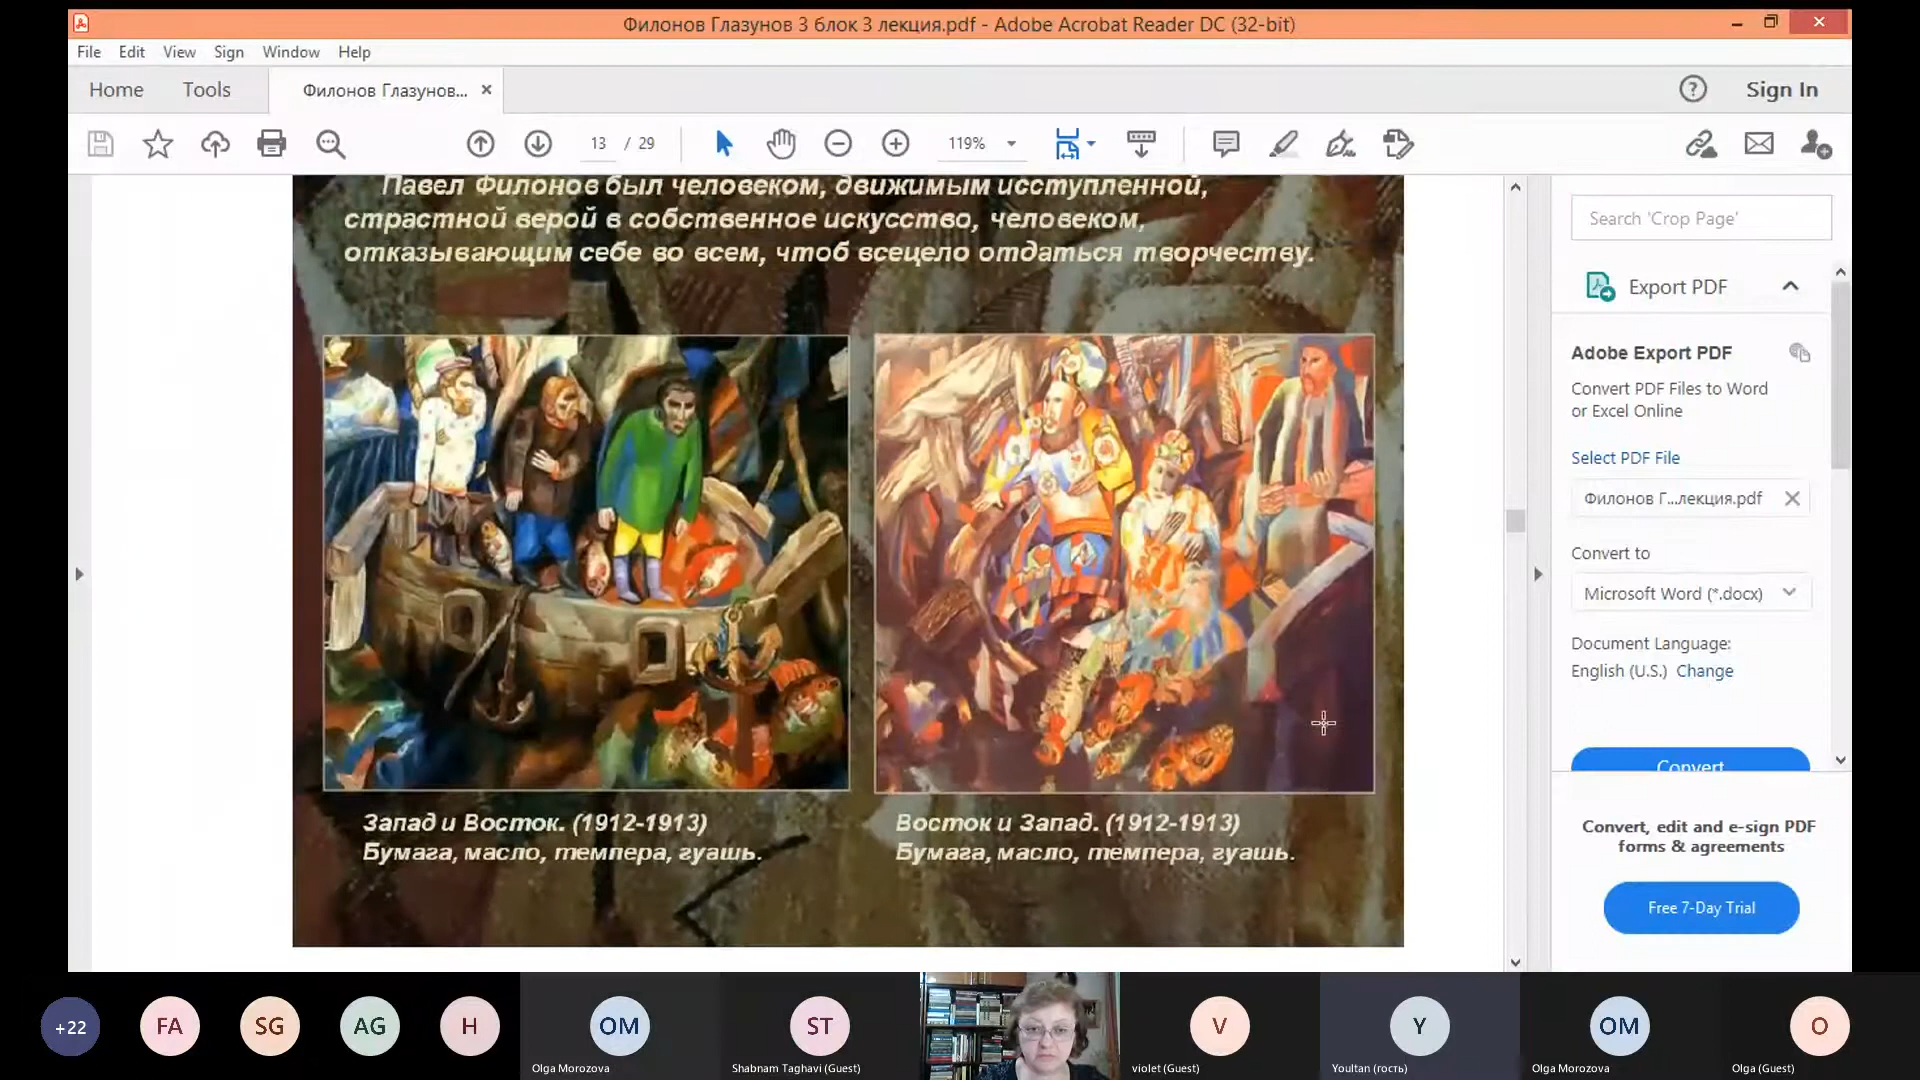 Филонов Глазунов 3 блок 3 лекция.pdf - Adobe Acrobat Reader DC (32-bit)
File Edit View Sign Window Help
Home Tools Филонов Глазунов... Sign In
13 / 29 119%
Павел Филонов был человеком, движимым исступленной,
страстной верой в собственное искусство, человеком,
отказывающим себе во всем, чтоб всецело отдаться творчеству.
Запад и Восток. (1912-1913)
Бумага, масло, темпера, гуашь.
Восток и Запад. (1912-1913)
Бумага, масло, темпера, гуашь.
Search 'Crop Page'
Export PDF
Adobe Export PDF
Convert PDF Files to Word
or Excel Online
Select PDF File
Филонов Г...лекция.pdf
Convert to
Microsoft Word (*.docx)
Document Language:
English (U.S.) Change
Convert
Convert, edit and e-sign PDF
forms & agreements
Free 7-Day Trial
+22 FA SG AG H OM ST V Y OM O
Olga Morozova Shabnam Taghavi (Guest) violet (Guest) Youltan (гость) Olga Morozova Olga (Guest)